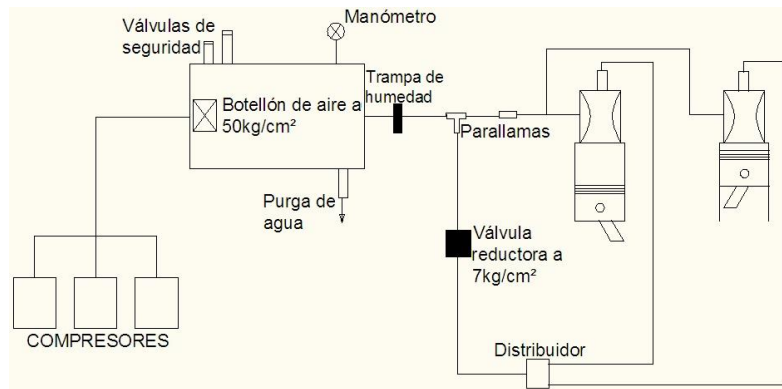 Válvulas de
seguridad
Manómetro
Trampa de
humedad
Botellón de aire a
50kg/cm²
Parallamas
Purga de
agua
Válvula
reductora a
7kg/cm²
COMPRESORES
Distribuidor